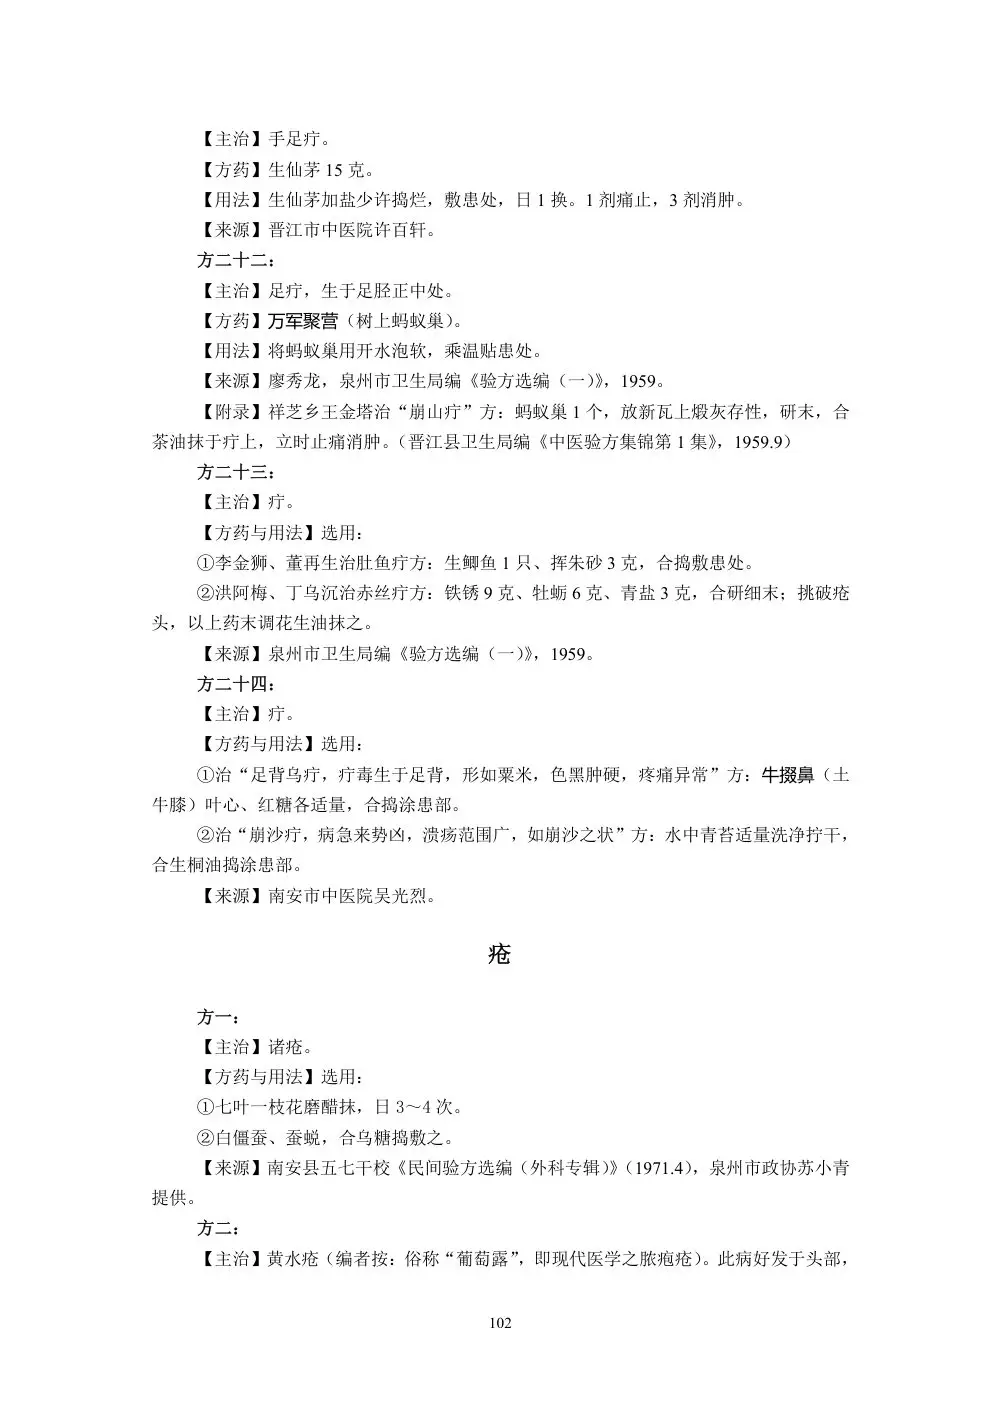 【主治】手足疔。
【方药】生仙茅 15 克。
【用法】生仙茅加盐少许捣烂，敷患处，日 1 换。1 剂痛止，3 剂消肿。
【来源】晋江市中医院许百轩。
方二十二：
【主治】足疔，生于足胫正中处。
【方药】万军聚营（树上蚂蚁巢）。
【用法】将蚂蚁巢用开水泡软，乘温贴患处。
【来源】廖秀龙，泉州市卫生局编《验方选编（一）》，1959。
【附录】祥芝乡王金塔治“崩山疔”方：蚂蚁巢 1 个，放新瓦上煅灰存性，研末，合
茶油抹于疔上，立时止痛消肿。（晋江县卫生局编《中医验方集锦第 1 集》，1959.9）
方二十三：
【主治】疔。
【方药与用法】选用：
①李金狮、董再生治肚鱼疔方：生鲫鱼 1 只、挥朱砂 3 克，合捣敷患处。
②洪阿梅、丁乌沉治赤丝疔方：铁锈 9 克、牡蛎 6 克、青盐 3 克，合研细末；挑破疮
头，以上药末调花生油抹之。
【来源】泉州市卫生局编《验方选编（一）》，1959。
方二十四：
【主治】疔。
【方药与用法】选用：
①治“足背乌疔，疔毒生于足背，形如粟米，色黑肿硬，疼痛异常”方：牛掇鼻（土
牛膝）叶心、红糖各适量，合捣涂患部。
②治“崩沙疔，病急来势凶，溃疡范围广，如崩沙之状”方：水中青苔适量洗净拧干，
合生桐油捣涂患部。
【来源】南安市中医院吴光烈。
疮
方一：
【主治】诸疮。
【方药与用法】选用：
①七叶一枝花磨醋抹，日 3～4 次。
②白僵蚕、蚕蜕，合乌糖捣敷之。
【来源】南安县五七干校《民间验方选编（外科专辑）》（1971.4），泉州市政协苏小青
提供。
方二：
【主治】黄水疮（编者按：俗称“葡萄露”，即现代医学之脓疱疮）。此病好发于头部，
102